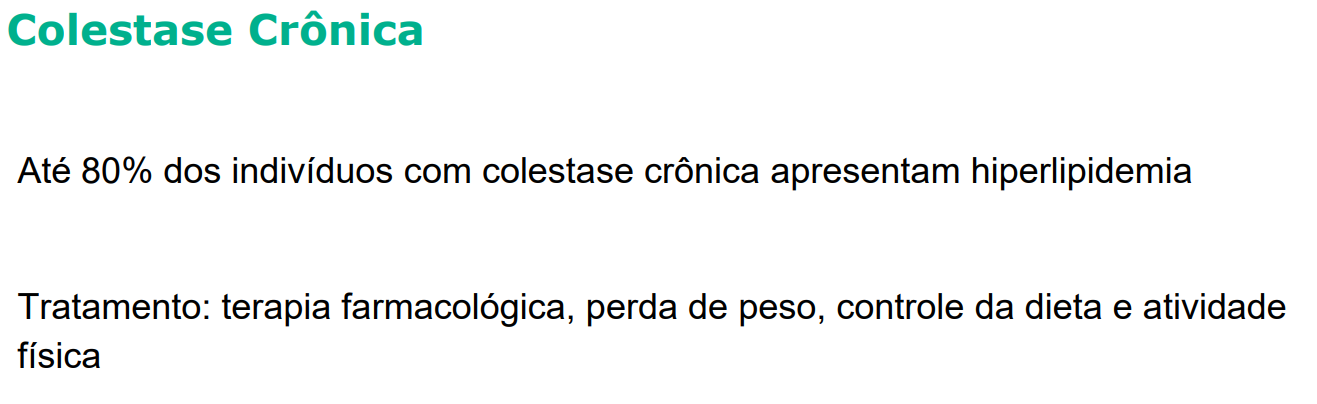 Colestase Crônica
Até 80% dos indivíduos com colestase crônica apresentam hiperlipidemia
Tratamento: terapia farmacológica, perda de peso, controle da dieta e atividade
física